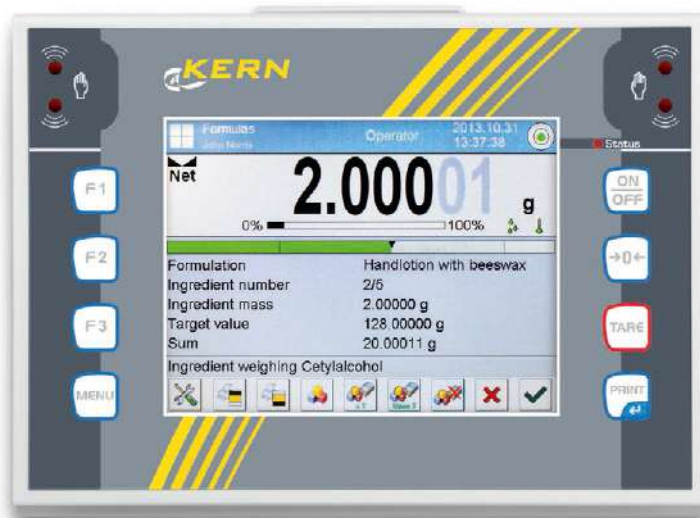 KERN
Formulas
Operator
2013.10.31
John Norris
13:37:38
Status
Net
2.00001 g
0% 100%
Formulation Handlotion with beeswax
Ingredient number 2/5
Ingredient mass 2.00000 g
Target value 128.00000 g
Sum 20.00011 g
Ingredient weighing Cetylalcohol
F1
F2
F3
MENU
ON
OFF
→0←
TARE
PRINT